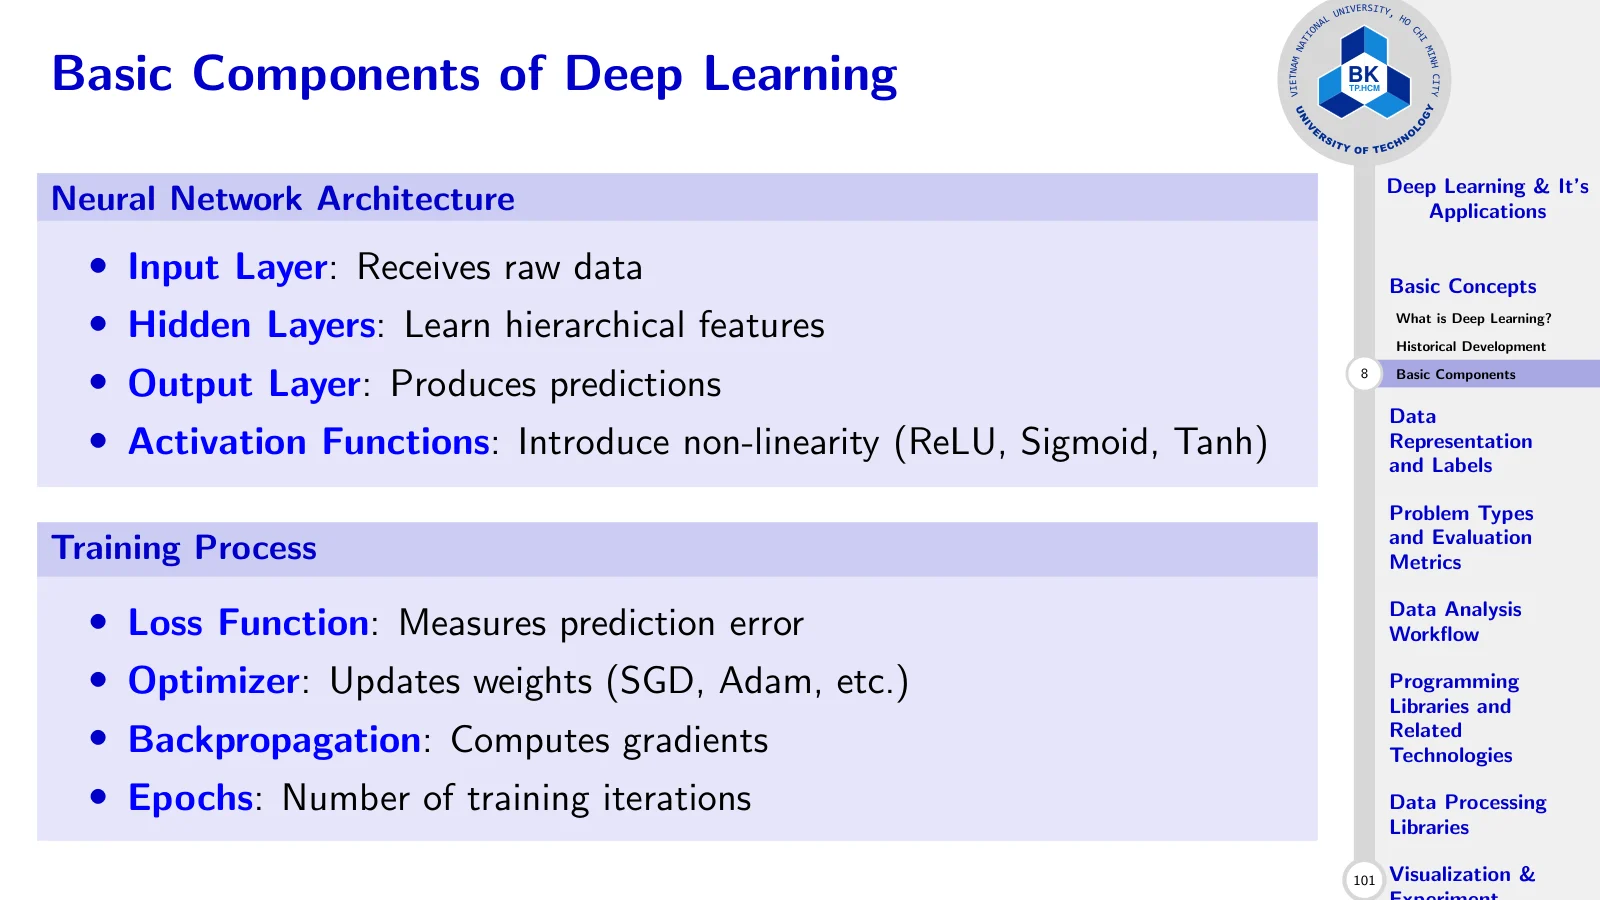 Basic Components of Deep Learning
Neural Network Architecture
• Input Layer: Receives raw data
• Hidden Layers: Learn hierarchical features
• Output Layer: Produces predictions
• Activation Functions: Introduce non-linearity (ReLU, Sigmoid, Tanh)
Training Process
• Loss Function: Measures prediction error
• Optimizer: Updates weights (SGD, Adam, etc.)
• Backpropagation: Computes gradients
• Epochs: Number of training iterations
VIETNAM NATIONAL UNIVERSITY, HO CHI MINH CITY
BK
TP.HCM
UNIVERSITY OF TECHNOLOGY
Deep Learning & It's
Applications
Basic Concepts
What is Deep Learning?
Historical Development
8
Basic Components
Data
Representation
and Labels
Problem Types
and Evaluation
Metrics
Data Analysis
Workflow
Programming
Libraries and
Related
Technologies
Data Processing
Libraries
101
Visualization &
Experiment